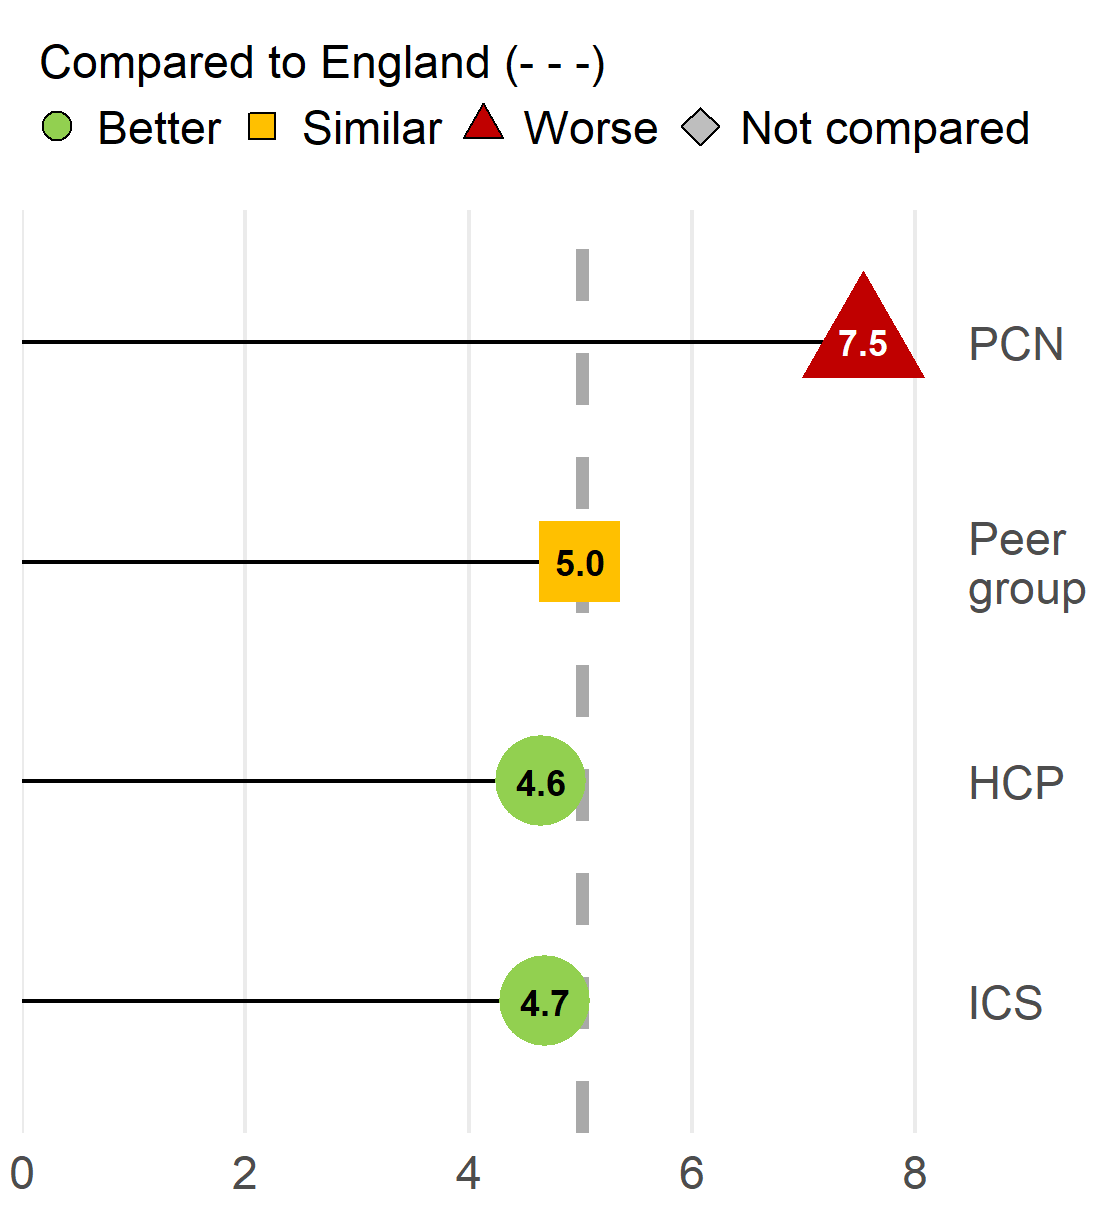 Compared to England (- - -)
Better Similar Worse Not compared
7.5 PCN
5.0 Peer
group
4.6 HCP
4.7 ICS
0 2 4 6 8